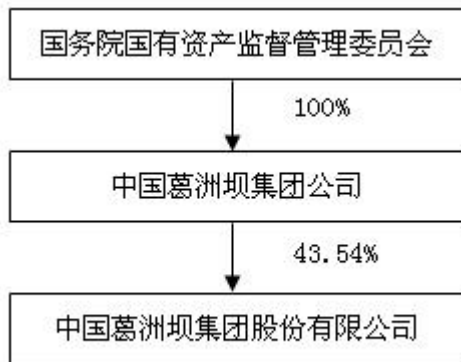 国务院国有资产监督管理委员会
100%
中国葛洲坝集团公司
43.54%
中国葛洲坝集团股份有限公司